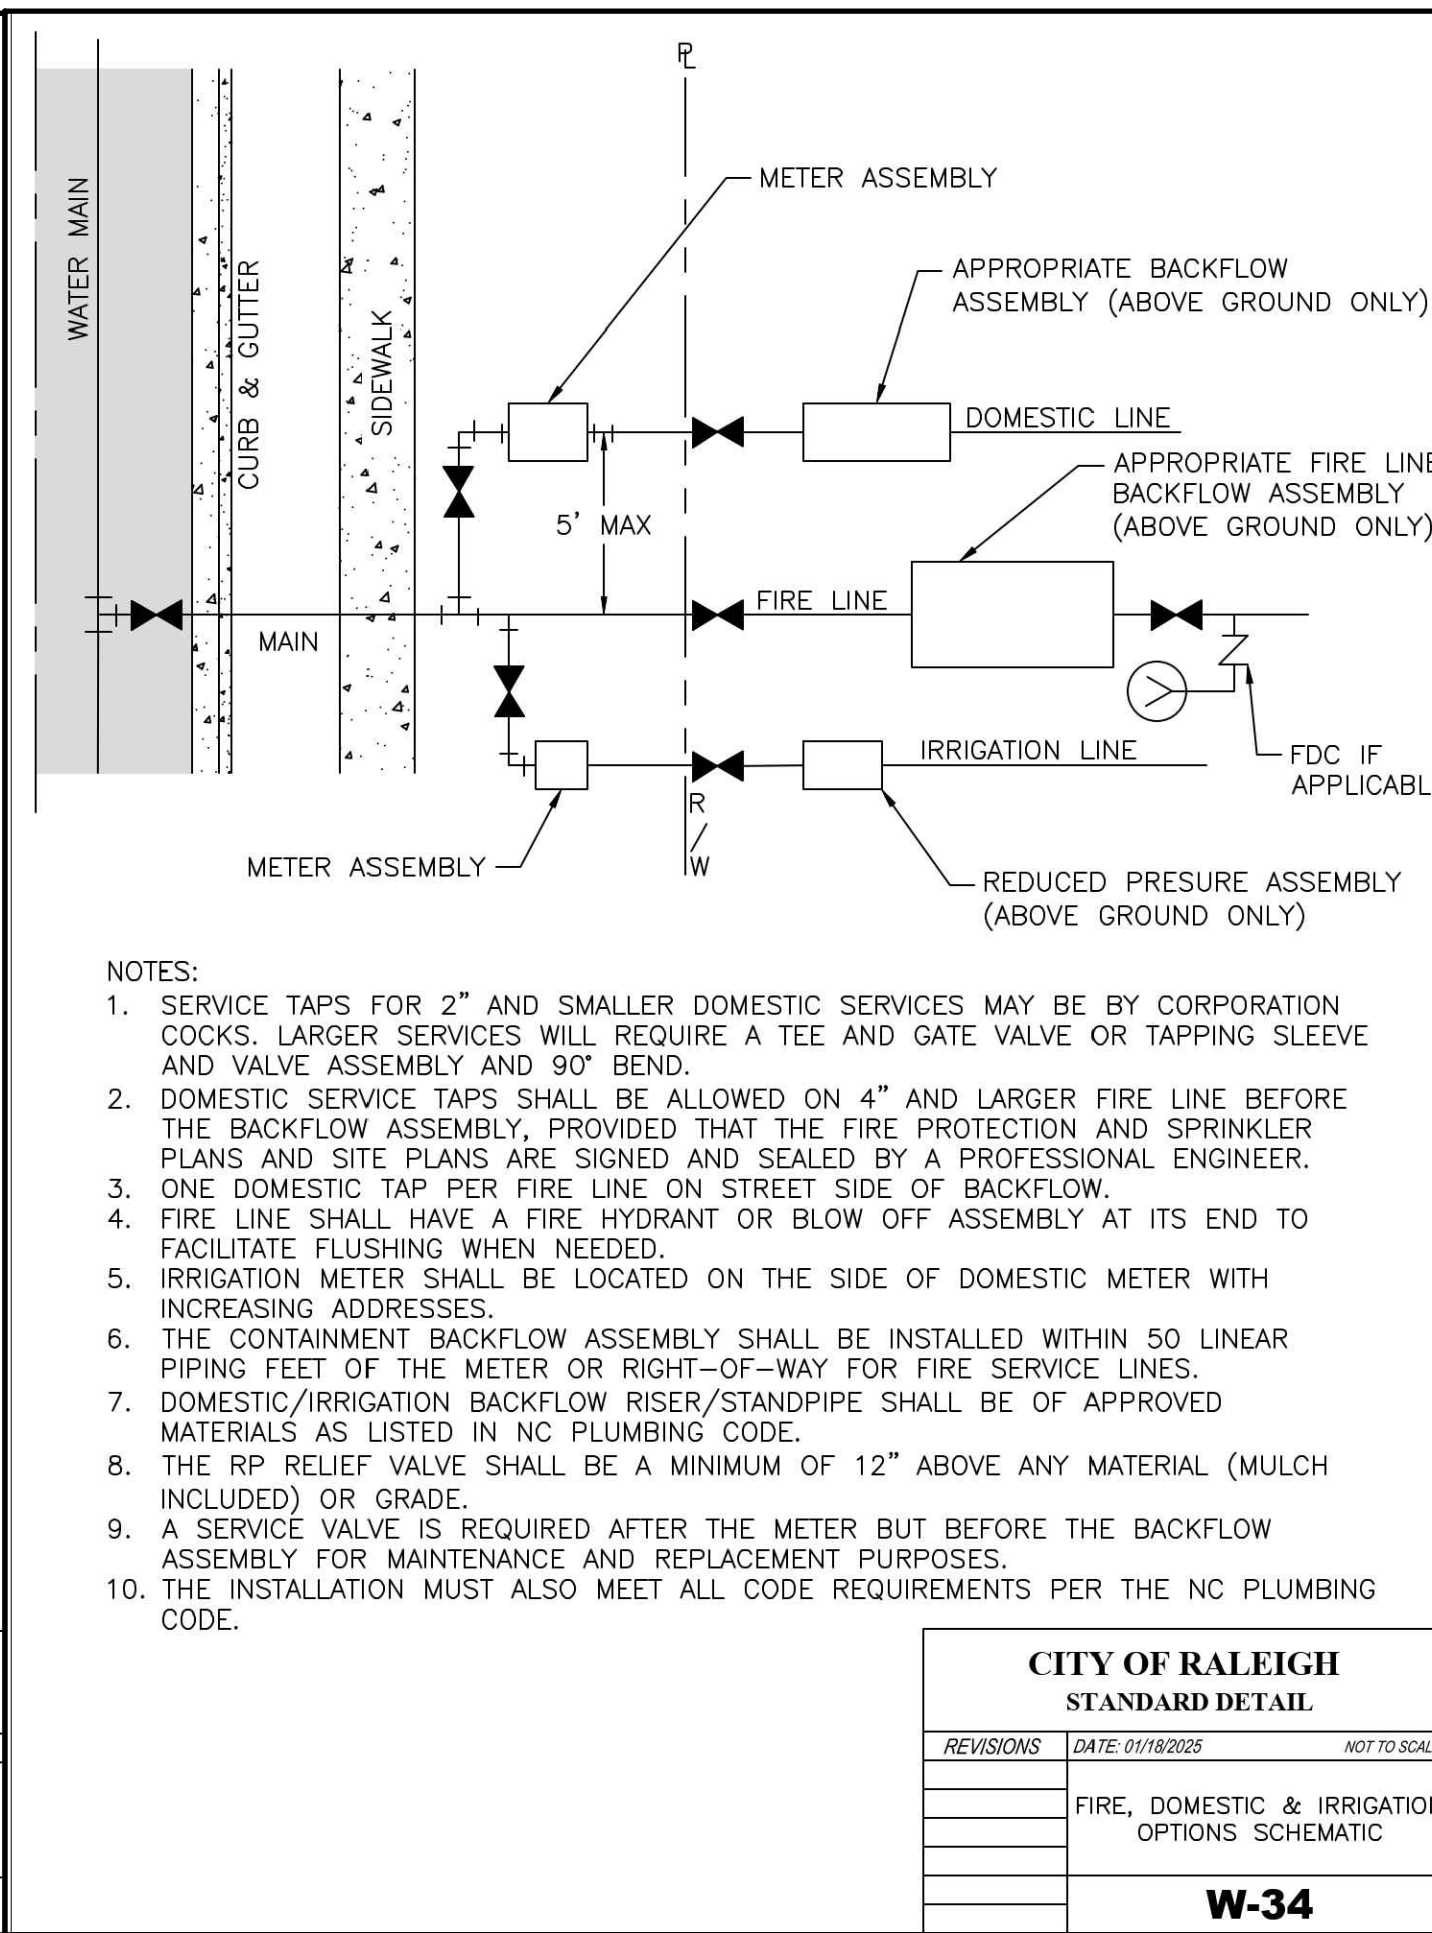 PL
METER ASSEMBLY
WATER MAIN
CURB & GUTTER
SIDEWALK
APPROPRIATE BACKFLOW
ASSEMBLY (ABOVE GROUND ONLY)
DOMESTIC LINE
APPROPRIATE FIRE LINE
BACKFLOW ASSEMBLY
(ABOVE GROUND ONLY)
5' MAX
FIRE LINE
MAIN
IRRIGATION LINE
FDC IF
APPLICABL
R
/
W
METER ASSEMBLY
REDUCED PRESURE ASSEMBLY
(ABOVE GROUND ONLY)
NOTES:
1. SERVICE TAPS FOR 2" AND SMALLER DOMESTIC SERVICES MAY BE BY CORPORATION
COCKS. LARGER SERVICES WILL REQUIRE A TEE AND GATE VALVE OR TAPPING SLEEVE
AND VALVE ASSEMBLY AND 90° BEND.
2. DOMESTIC SERVICE TAPS SHALL BE ALLOWED ON 4" AND LARGER FIRE LINE BEFORE
THE BACKFLOW ASSEMBLY, PROVIDED THAT THE FIRE PROTECTION AND SPRINKLER
PLANS AND SITE PLANS ARE SIGNED AND SEALED BY A PROFESSIONAL ENGINEER.
3. ONE DOMESTIC TAP PER FIRE LINE ON STREET SIDE OF BACKFLOW.
4. FIRE LINE SHALL HAVE A FIRE HYDRANT OR BLOW OFF ASSEMBLY AT ITS END TO
FACILITATE FLUSHING WHEN NEEDED.
5. IRRIGATION METER SHALL BE LOCATED ON THE SIDE OF DOMESTIC METER WITH
INCREASING ADDRESSES.
6. THE CONTAINMENT BACKFLOW ASSEMBLY SHALL BE INSTALLED WITHIN 50 LINEAR
PIPING FEET OF THE METER OR RIGHT-OF-WAY FOR FIRE SERVICE LINES.
7. DOMESTIC/IRRIGATION BACKFLOW RISER/STANDPIPE SHALL BE OF APPROVED
MATERIALS AS LISTED IN NC PLUMBING CODE.
8. THE RP RELIEF VALVE SHALL BE A MINIMUM OF 12" ABOVE ANY MATERIAL (MULCH
INCLUDED) OR GRADE.
9. A SERVICE VALVE IS REQUIRED AFTER THE METER BUT BEFORE THE BACKFLOW
ASSEMBLY FOR MAINTENANCE AND REPLACEMENT PURPOSES.
10. THE INSTALLATION MUST ALSO MEET ALL CODE REQUIREMENTS PER THE NC PLUMBING
CODE.
CITY OF RALEIGH
STANDARD DETAIL
REVISIONS DATE: 01/18/2025 NOT TO SCAL
FIRE, DOMESTIC & IRRIGATION
OPTIONS SCHEMATIC
W-34